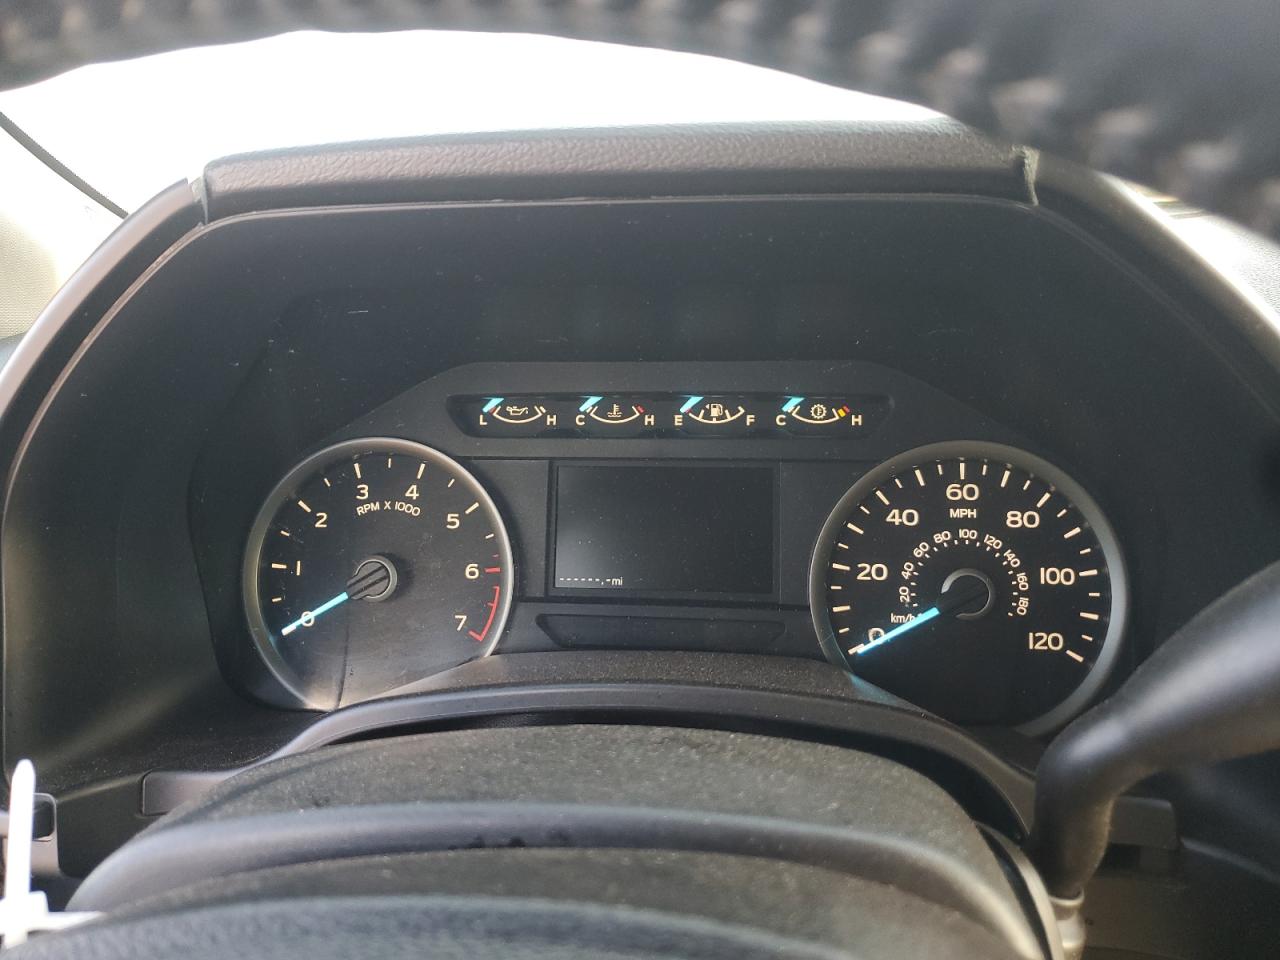 L H C H E F C H
0 1 2 3 4 5 6 7
RPM X 1000
------.-mi
0 20 40 60 80 100 120
MPH
20 40 60 80 100 120 140 160 180
km/h